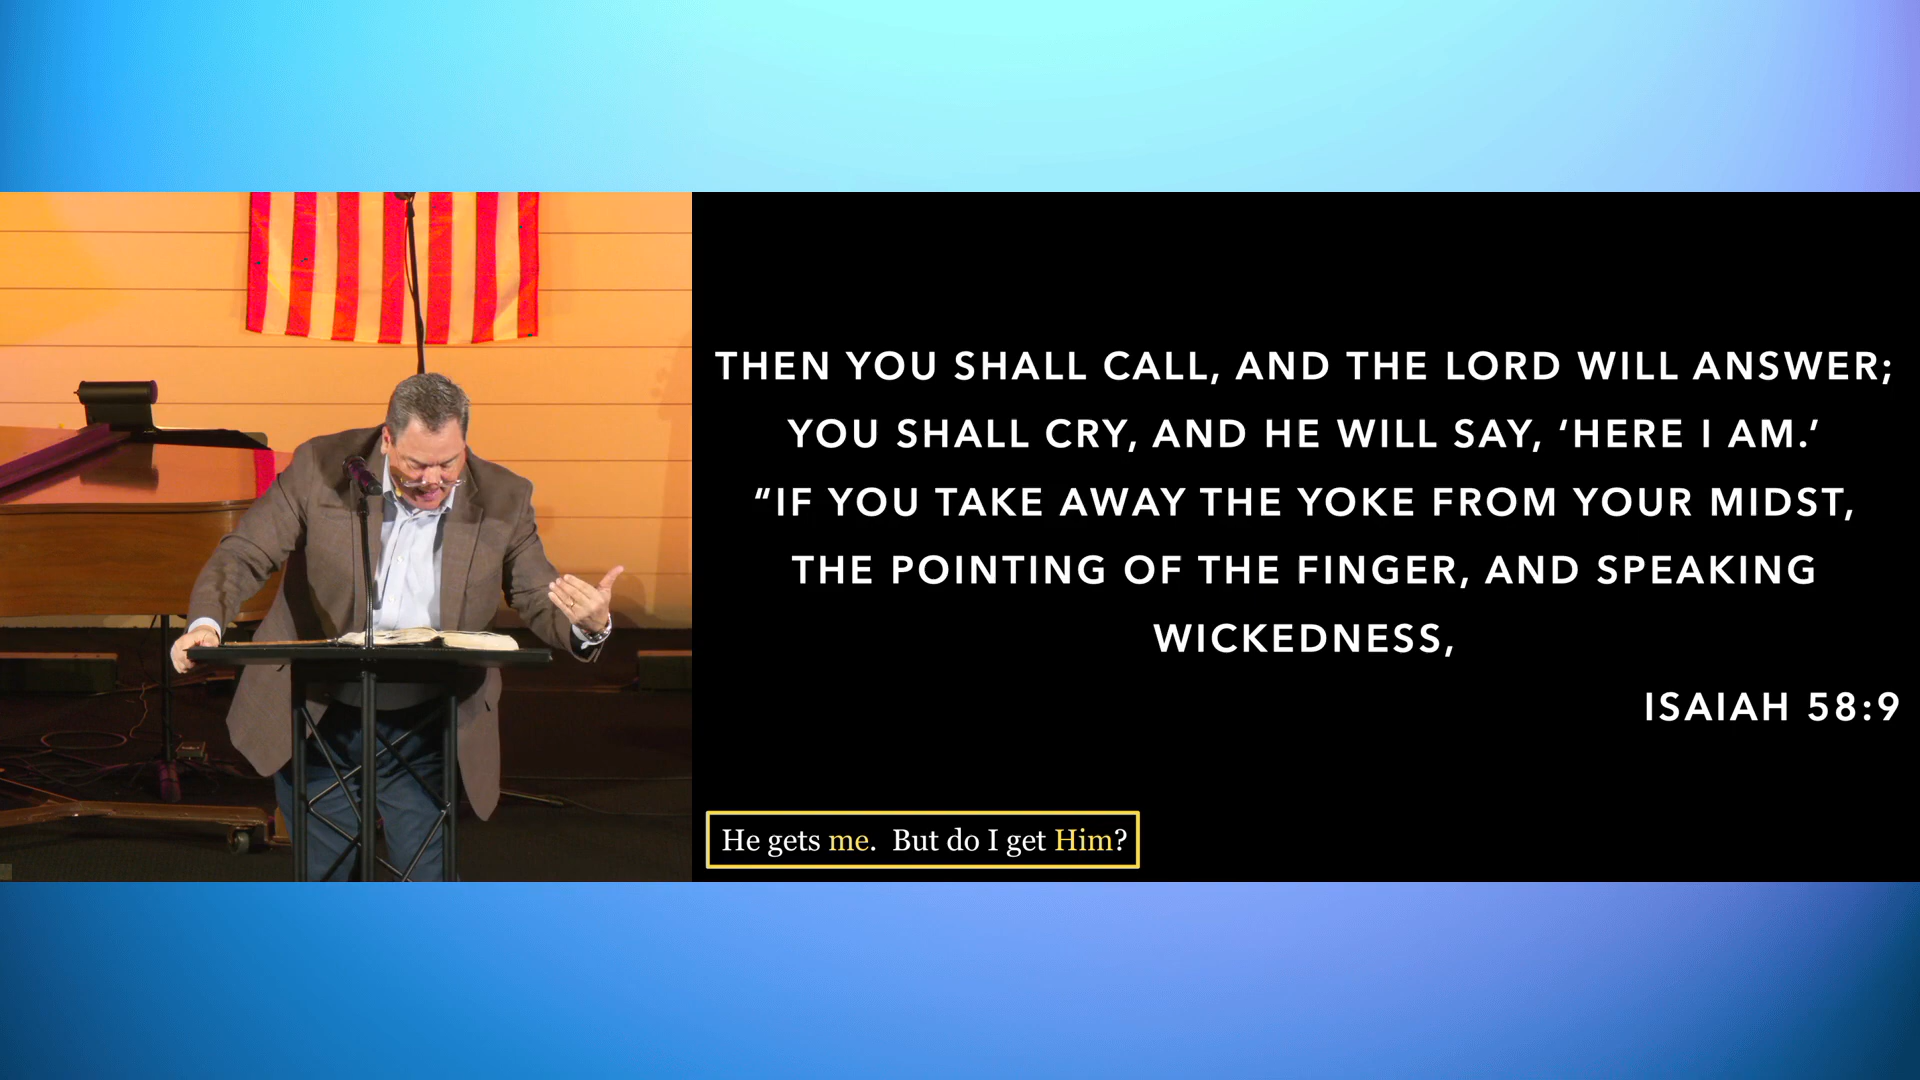 THEN YOU SHALL CALL, AND THE LORD WILL ANSWER;
YOU SHALL CRY, AND HE WILL SAY, ‘HERE I AM.’
“IF YOU TAKE AWAY THE YOKE FROM YOUR MIDST,
THE POINTING OF THE FINGER, AND SPEAKING
WICKEDNESS,
ISAIAH 58:9
He gets me. But do I get Him?